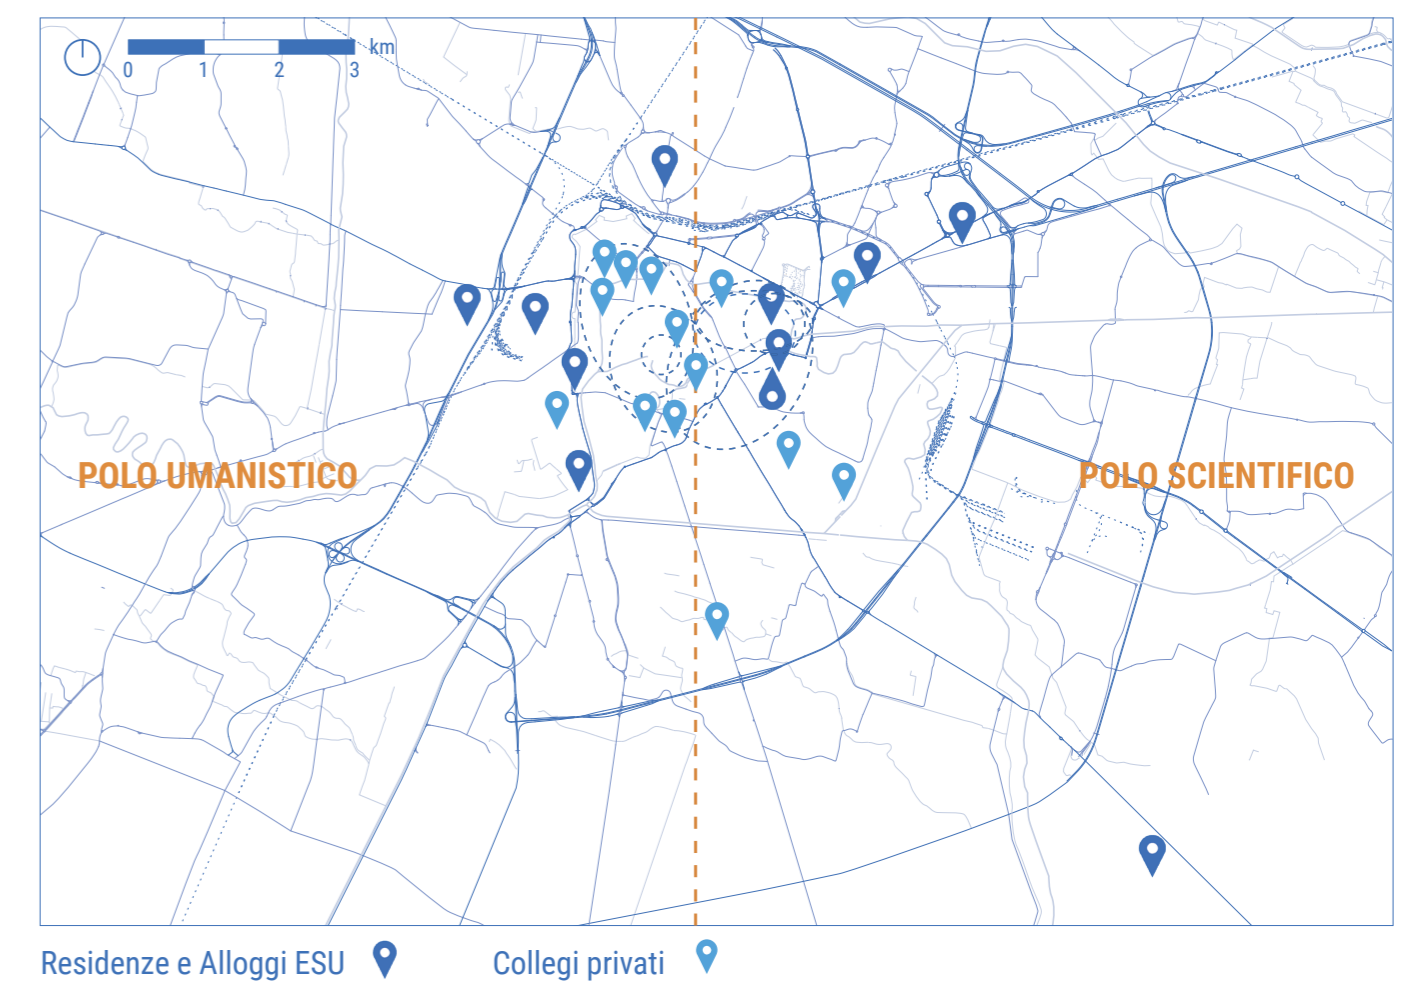 km
0 1 2 3
POLO UMANISTICO
POLO SCIENTIFICO
Residenze e Alloggi ESU
Collegi privati